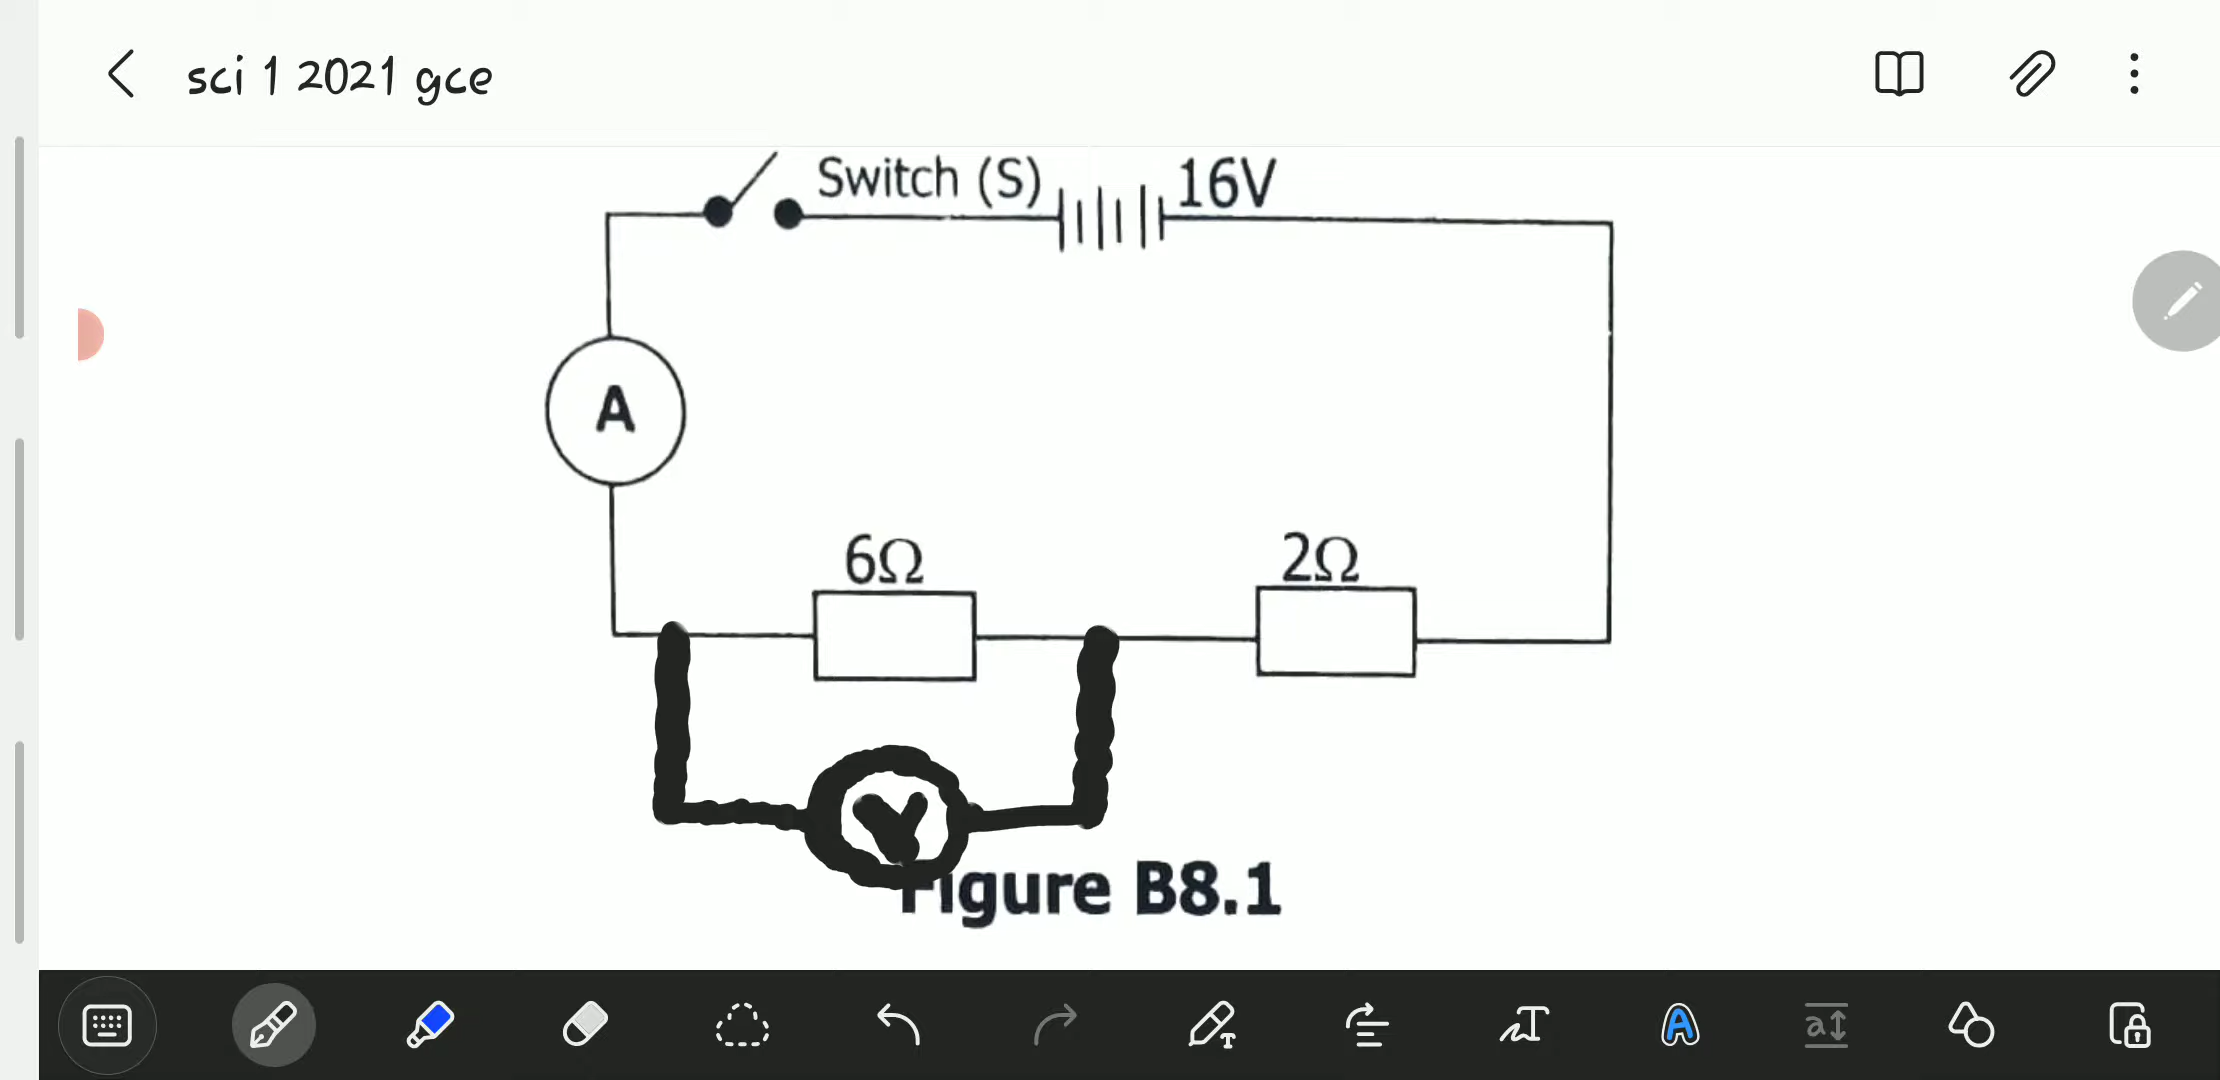 sci 1 2021 gce
Switch (S) 16V
A
6Ω 2Ω
V
Figure B8.1